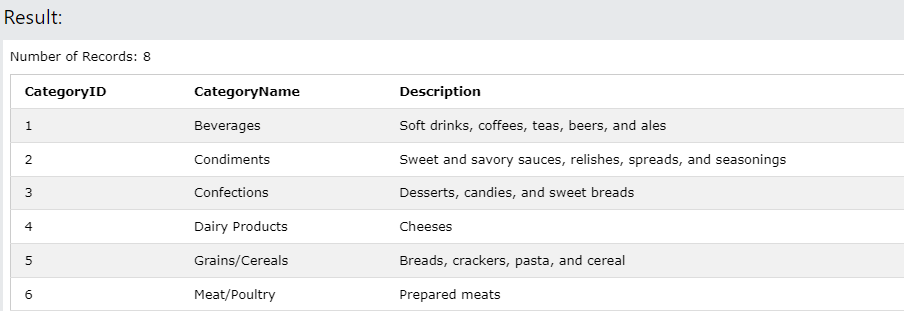 Result:
Number of Records: 8
CategoryID CategoryName Description
1 Beverages Soft drinks, coffees, teas, beers, and ales
2 Condiments Sweet and savory sauces, relishes, spreads, and seasonings
3 Confections Desserts, candies, and sweet breads
4 Dairy Products Cheeses
5 Grains/Cereals Breads, crackers, pasta, and cereal
6 Meat/Poultry Prepared meats